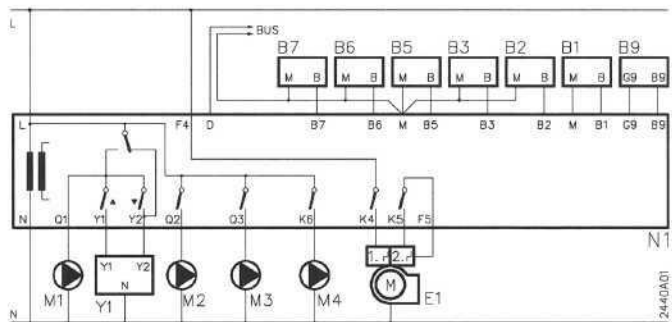 L
BUS
B7 B6 B5 B3 B2 B1 B9
M B M B M B M B M B M B G9 B9
L F4 D B7 B6 M B5 B3 B2 M B1 G9 B9
N Q1 Y1 Y2 Q2 Q3 K6 K4 K5 F5
N1
1. 2.
Y1 Y2
N
M
M1 Y1 M2 M3 M4 E1
N
2440A01